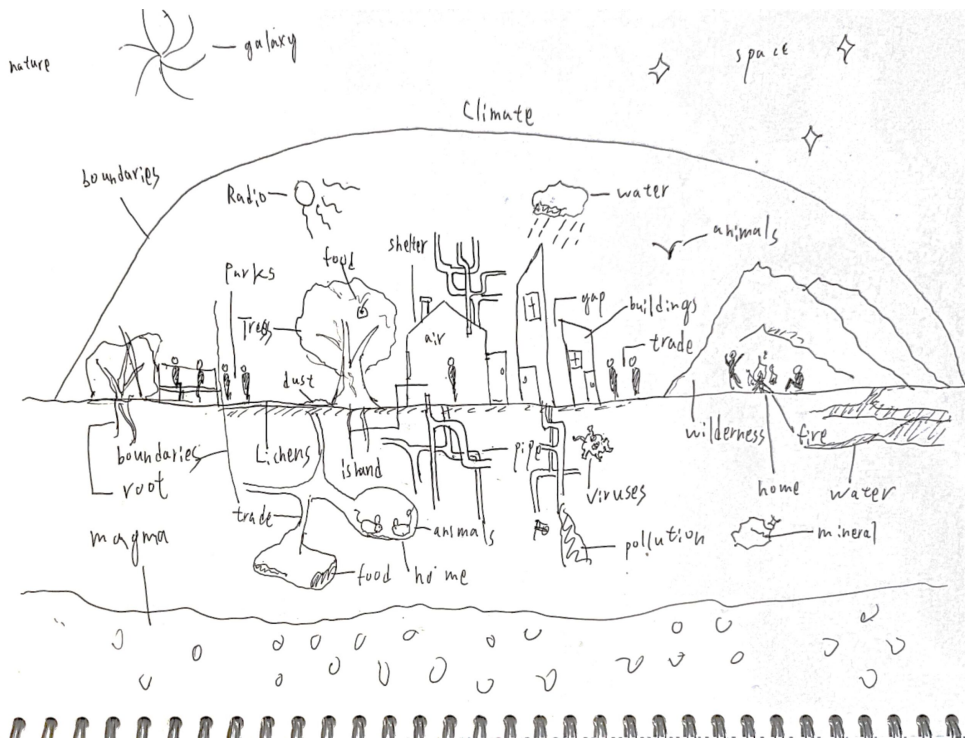 galaxy
nature
space
Climate
boundaries
Radio
water
animals
shelter
food
Parks
Trees
air
gap
buildings
trade
dust
boundaries
Lichens
island
pipe
wilderness
fire
root
viruses
home
water
trade
animals
magma
pollution
mineral
food
home